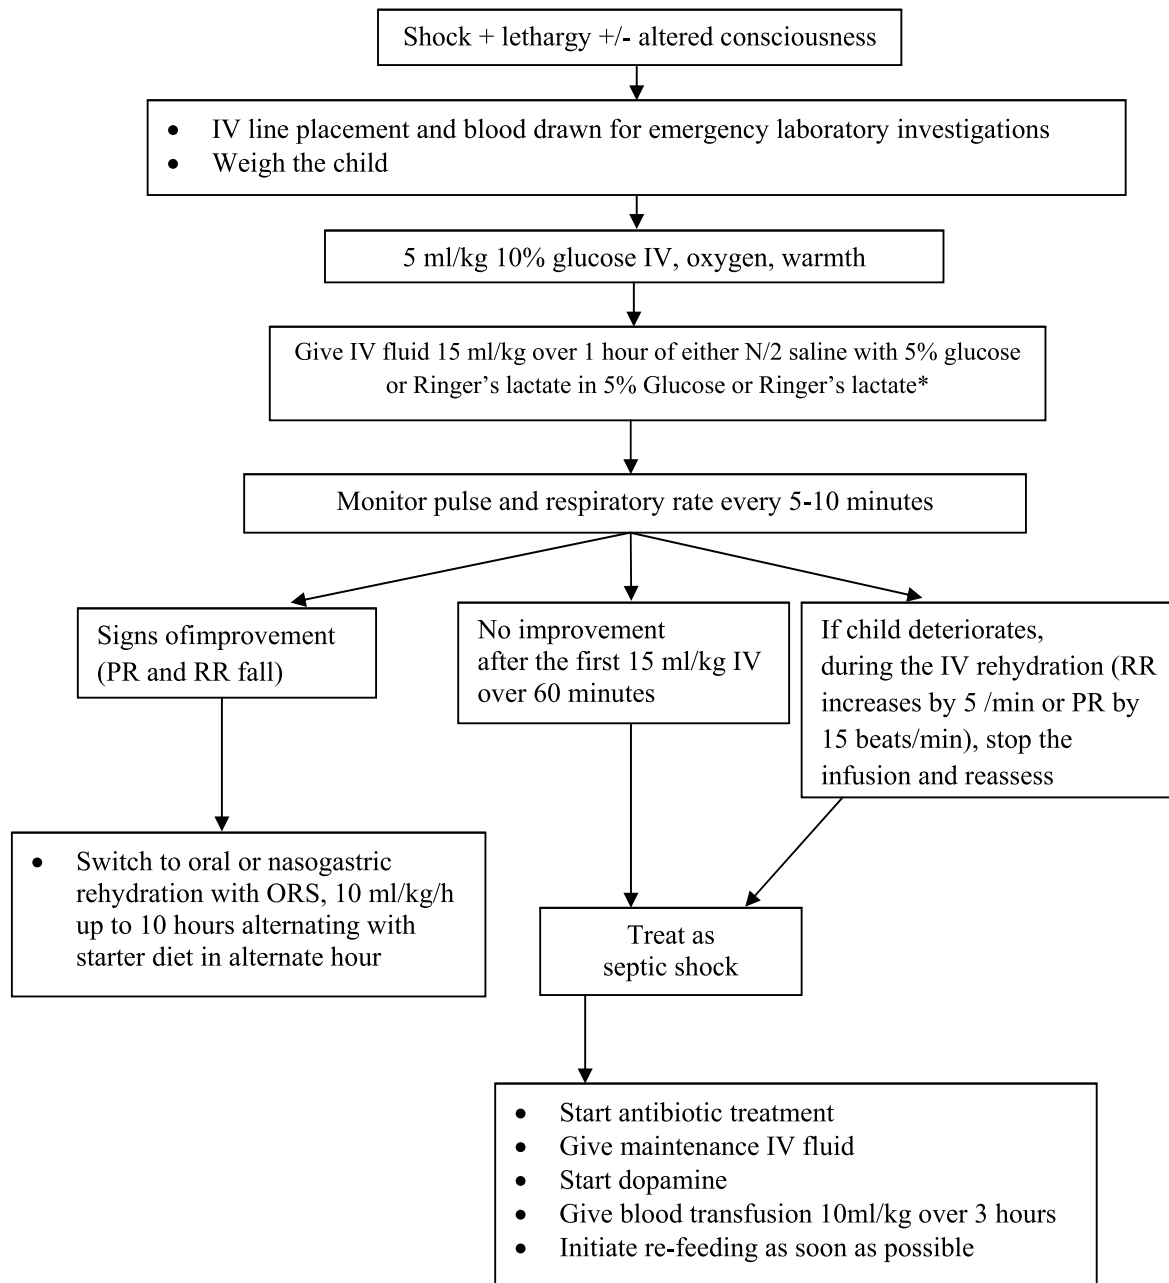 Shock + lethargy +/- altered consciousness
• IV line placement and blood drawn for emergency laboratory investigations
• Weigh the child
5 ml/kg 10% glucose IV, oxygen, warmth
Give IV fluid 15 ml/kg over 1 hour of either N/2 saline with 5% glucose
or Ringer's lactate in 5% Glucose or Ringer's lactate*
Monitor pulse and respiratory rate every 5-10 minutes
Signs ofimprovement
(PR and RR fall)
No improvement
after the first 15 ml/kg IV
over 60 minutes
If child deteriorates,
during the IV rehydration (RR
increases by 5 /min or PR by
15 beats/min), stop the
infusion and reassess
• Switch to oral or nasogastric
rehydration with ORS, 10 ml/kg/h
up to 10 hours alternating with
starter diet in alternate hour
Treat as
septic shock
• Start antibiotic treatment
• Give maintenance IV fluid
• Start dopamine
• Give blood transfusion 10ml/kg over 3 hours
• Initiate re-feeding as soon as possible